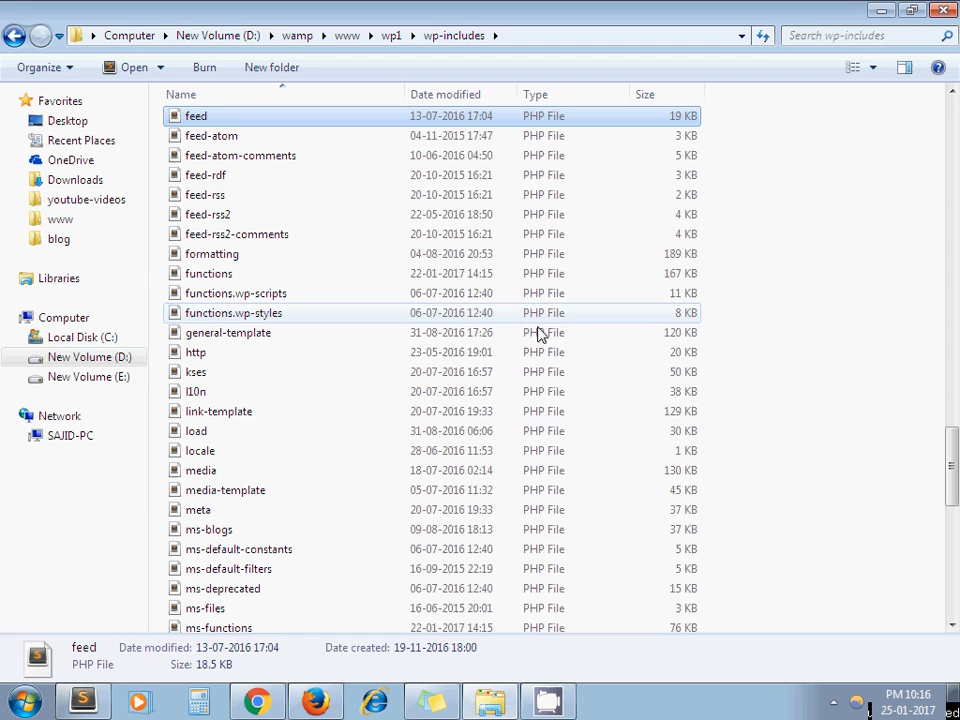 Computer New Volume (D:) wamp www wp1 wp-includes Search wp-includes
Organize Open Burn New folder
Name Date modified Type Size
Favorites
Desktop
Recent Places
OneDrive
Downloads
youtube-videos
www
blog
Libraries
Computer
Local Disk (C:)
New Volume (D:)
New Volume (E:)
Network
SAJID-PC
feed 13-07-2016 17:04 PHP File 19 KB
feed-atom 04-11-2015 17:47 PHP File 3 KB
feed-atom-comments 10-06-2016 04:50 PHP File 5 KB
feed-rdf 20-10-2015 16:21 PHP File 3 KB
feed-rss 20-10-2015 16:21 PHP File 2 KB
feed-rss2 22-05-2016 18:50 PHP File 4 KB
feed-rss2-comments 20-10-2015 16:21 PHP File 4 KB
formatting 04-08-2016 20:53 PHP File 189 KB
functions 22-01-2017 14:15 PHP File 167 KB
functions.wp-scripts 06-07-2016 12:40 PHP File 11 KB
functions.wp-styles 06-07-2016 12:40 PHP File 8 KB
general-template 31-08-2016 17:26 PHP File 120 KB
http 23-05-2016 19:01 PHP File 20 KB
kses 20-07-2016 16:57 PHP File 50 KB
l10n 20-07-2016 16:57 PHP File 38 KB
link-template 20-07-2016 19:33 PHP File 129 KB
load 31-08-2016 06:06 PHP File 30 KB
locale 28-06-2016 11:53 PHP File 1 KB
media 18-07-2016 02:14 PHP File 130 KB
media-template 05-07-2016 11:32 PHP File 45 KB
meta 20-07-2016 19:33 PHP File 37 KB
ms-blogs 09-08-2016 18:13 PHP File 37 KB
ms-default-constants 06-07-2016 12:40 PHP File 5 KB
ms-default-filters 16-09-2015 22:19 PHP File 5 KB
ms-deprecated 06-07-2016 12:40 PHP File 15 KB
ms-files 16-06-2015 20:01 PHP File 3 KB
ms-functions 22-01-2017 14:15 PHP File 76 KB
feed Date modified: 13-07-2016 17:04 Date created: 19-11-2016 18:00
PHP File Size: 18.5 KB
PM 10:16
25-01-2017